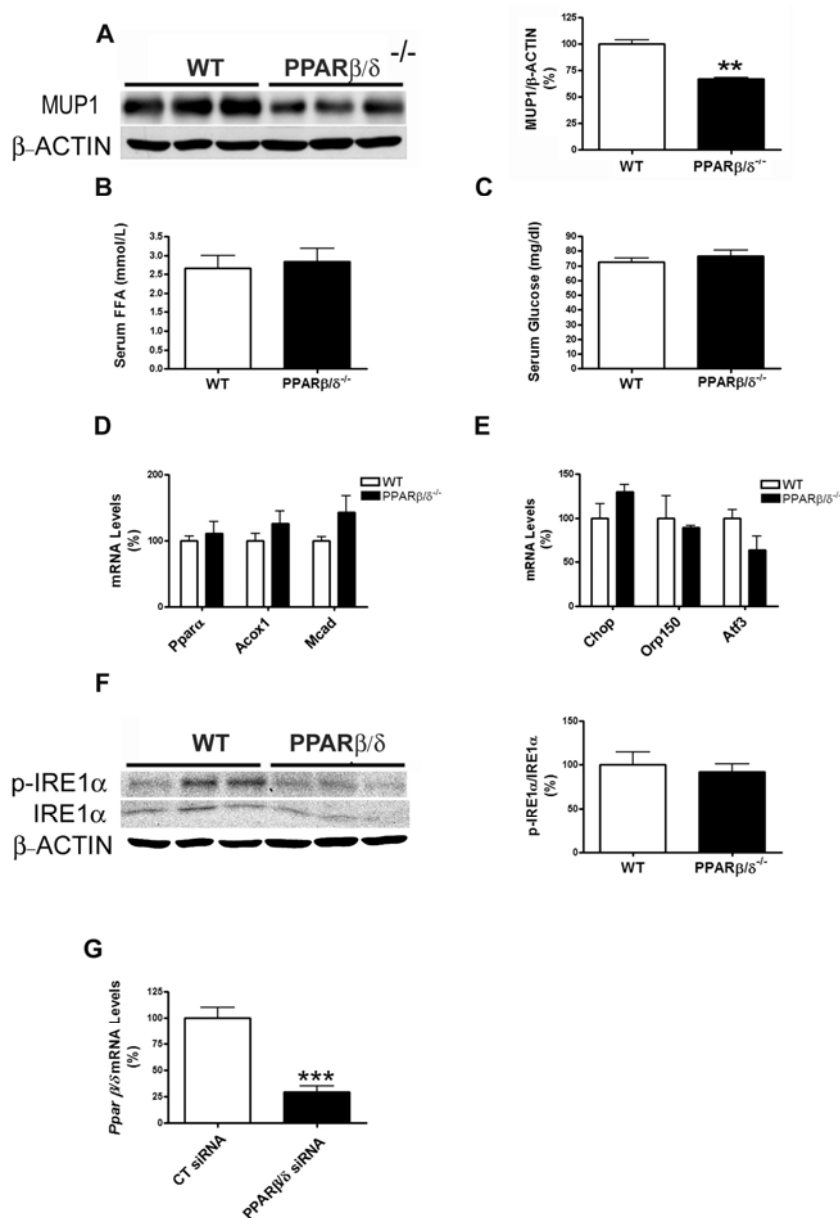 A
WT PPARβ/δ -/-
MUP1
β-ACTIN
MUP1/β-ACTIN
(%)
125
100
75
50
25
0
**
WT PPARβ/δ-/-
B
Serum FFA (mmol/L)
3.5
3.0
2.5
2.0
1.5
1.0
0.5
0.0
WT PPARβ/δ-/-
C
Serum Glucose (mg/dl)
90
80
70
60
50
40
30
20
10
0
WT PPARβ/δ-/-
D
mRNA Levels
(%)
200
100
0
WT
PPARβ/δ-/-
Pparα Acox1 Mcad
E
mRNA Levels
(%)
150
100
50
0
WT
PPARβ/δ-/-
Chop Orp150 Atf3
F
WT PPARβ/δ
p-IRE1α
IRE1α
β-ACTIN
p-IRE1α/IRE1α
(%)
150
100
50
0
WT PPARβ/δ-/-
G
Ppar β/δ mRNA Levels
(%)
125
100
75
50
25
0
***
CT siRNA PPARβ/δ siRNA